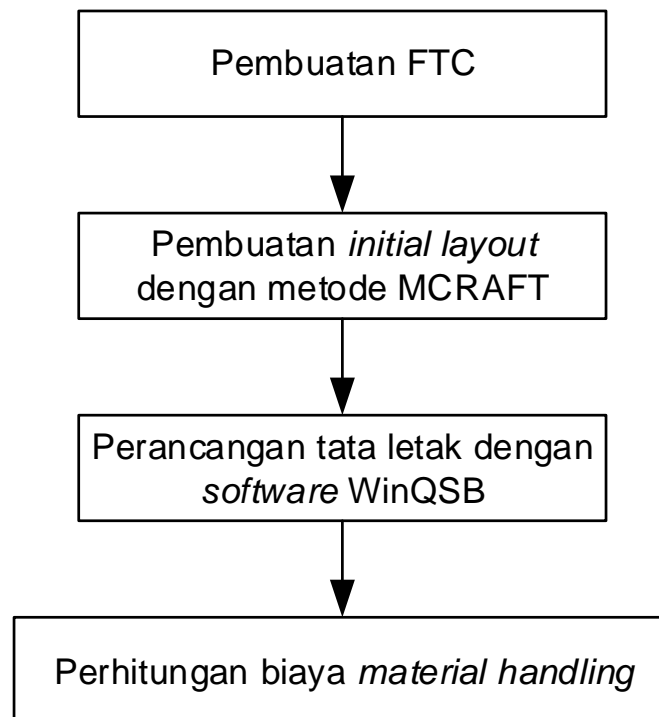 Pembuatan FTC
Pembuatan initial layout
dengan metode MCRAFT
Perancangan tata letak dengan
software WinQSB
Perhitungan biaya material handling